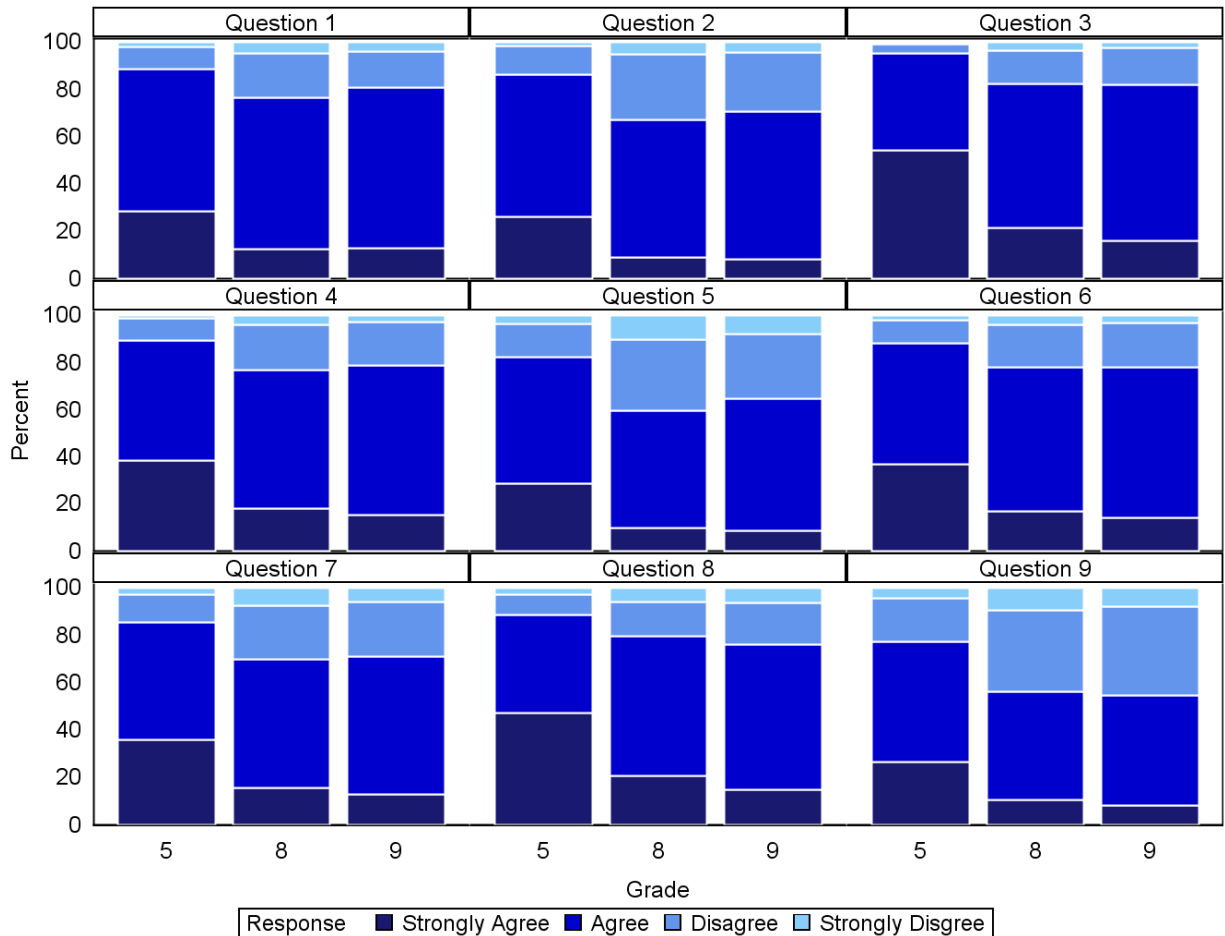 Question 1 Question 2 Question 3
100
80
60
40
20
0
Question 4 Question 5 Question 6
100
80
60
40
20
0
Percent
Question 7 Question 8 Question 9
100
80
60
40
20
0
5 8 9 5 8 9 5 8 9
Grade
Response Strongly Agree Agree Disagree Strongly Disgree